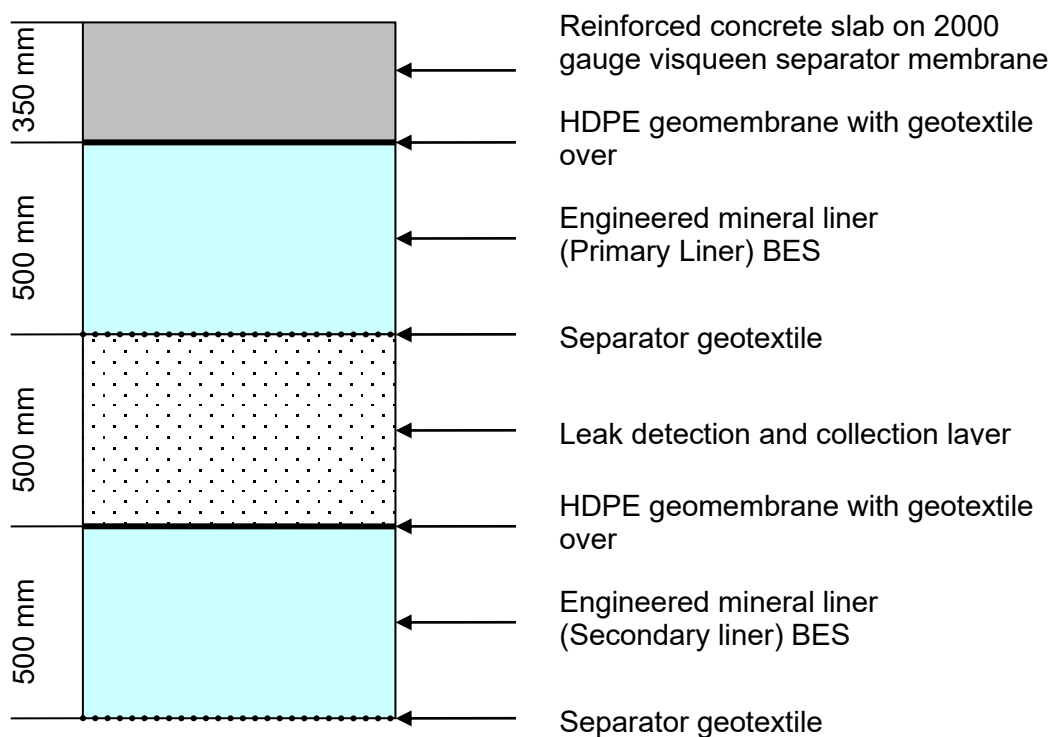 350 mm
500 mm
500 mm
500 mm
Reinforced concrete slab on 2000
gauge visqueen separator membrane
HDPE geomembrane with geotextile
over
Engineered mineral liner
(Primary Liner) BES
Separator geotextile
Leak detection and collection laver
HDPE geomembrane with geotextile
over
Engineered mineral liner
(Secondary liner) BES
Separator geotextile